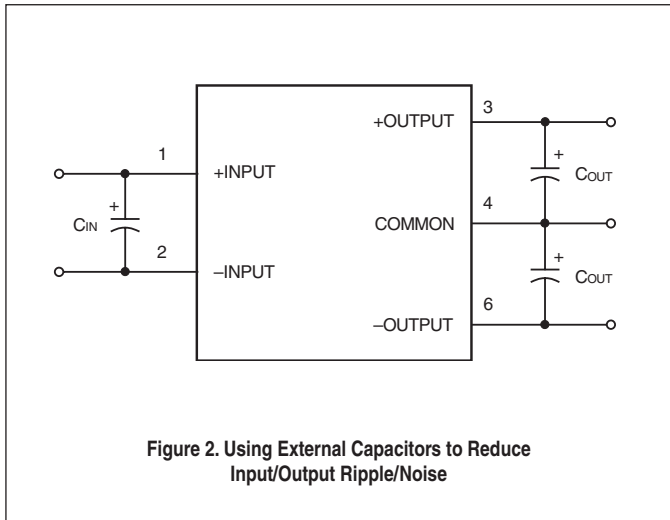 3
+OUTPUT
1
+
+INPUT
COUT
4
+
CIN
COMMON
2
+
–INPUT
COUT
6
–OUTPUT
Figure 2. Using External Capacitors to Reduce
Input/Output Ripple/Noise